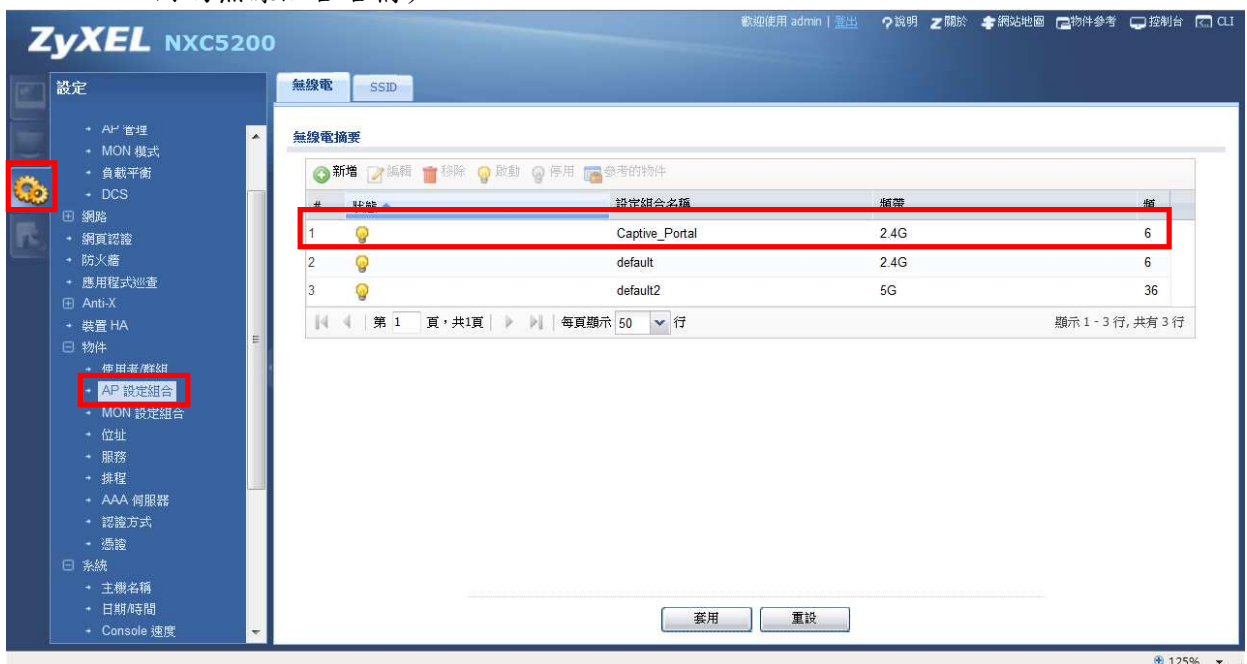 歡迎使用 admin | 登出 ?說明 Z 關於 網站地圖 物件參考 控制台 CLI
ZyXEL NXC5200
設定
無線電
SSID
AP 管理
MON 模式
負載平衡
DCS
網路
網頁認證
防火牆
應用程式巡查
Anti-X
裝置 HA
物件
使用者/群組
AP 設定組合
MON 設定組合
位址
服務
排程
AAA 伺服器
認證方式
憑證
系統
主機名稱
日期/時間
Console 速度
無線電摘要
新增 編輯 移除 啟動 停用 參考的物件
# 狀態 設定組合名稱 頻帶 頻
1 Captive_Portal 2.4G 6
2 default 2.4G 6
3 default2 5G 36
第 1 頁,共1頁 每頁顯示 50 行 顯示 1 - 3 行, 共有 3 行
套用 重設
125%